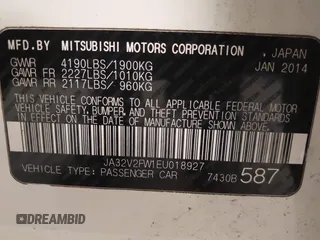 MFD.BY MITSUBISHI MOTORS CORPORATION
GVWR 4190LBS/1900KG JAPAN
GAWR FR 2227LBS/1010KG JAN 2014
GAWR RR 2117LBS/ 960KG
THIS VEHICLE CONFORMS TO ALL APPLICABLE FEDERAL MOTOR
VEHICLE SAFETY, BUMPER, AND THEFT PREVENTION STANDARDS
IN EFFECT ON THE DATE OF MANUFACTURE SHOWN ABOVE.
JA32V2FW1EU018927
VEHICLE TYPE: PASSENGER CAR 7430B 587
DREAMBID